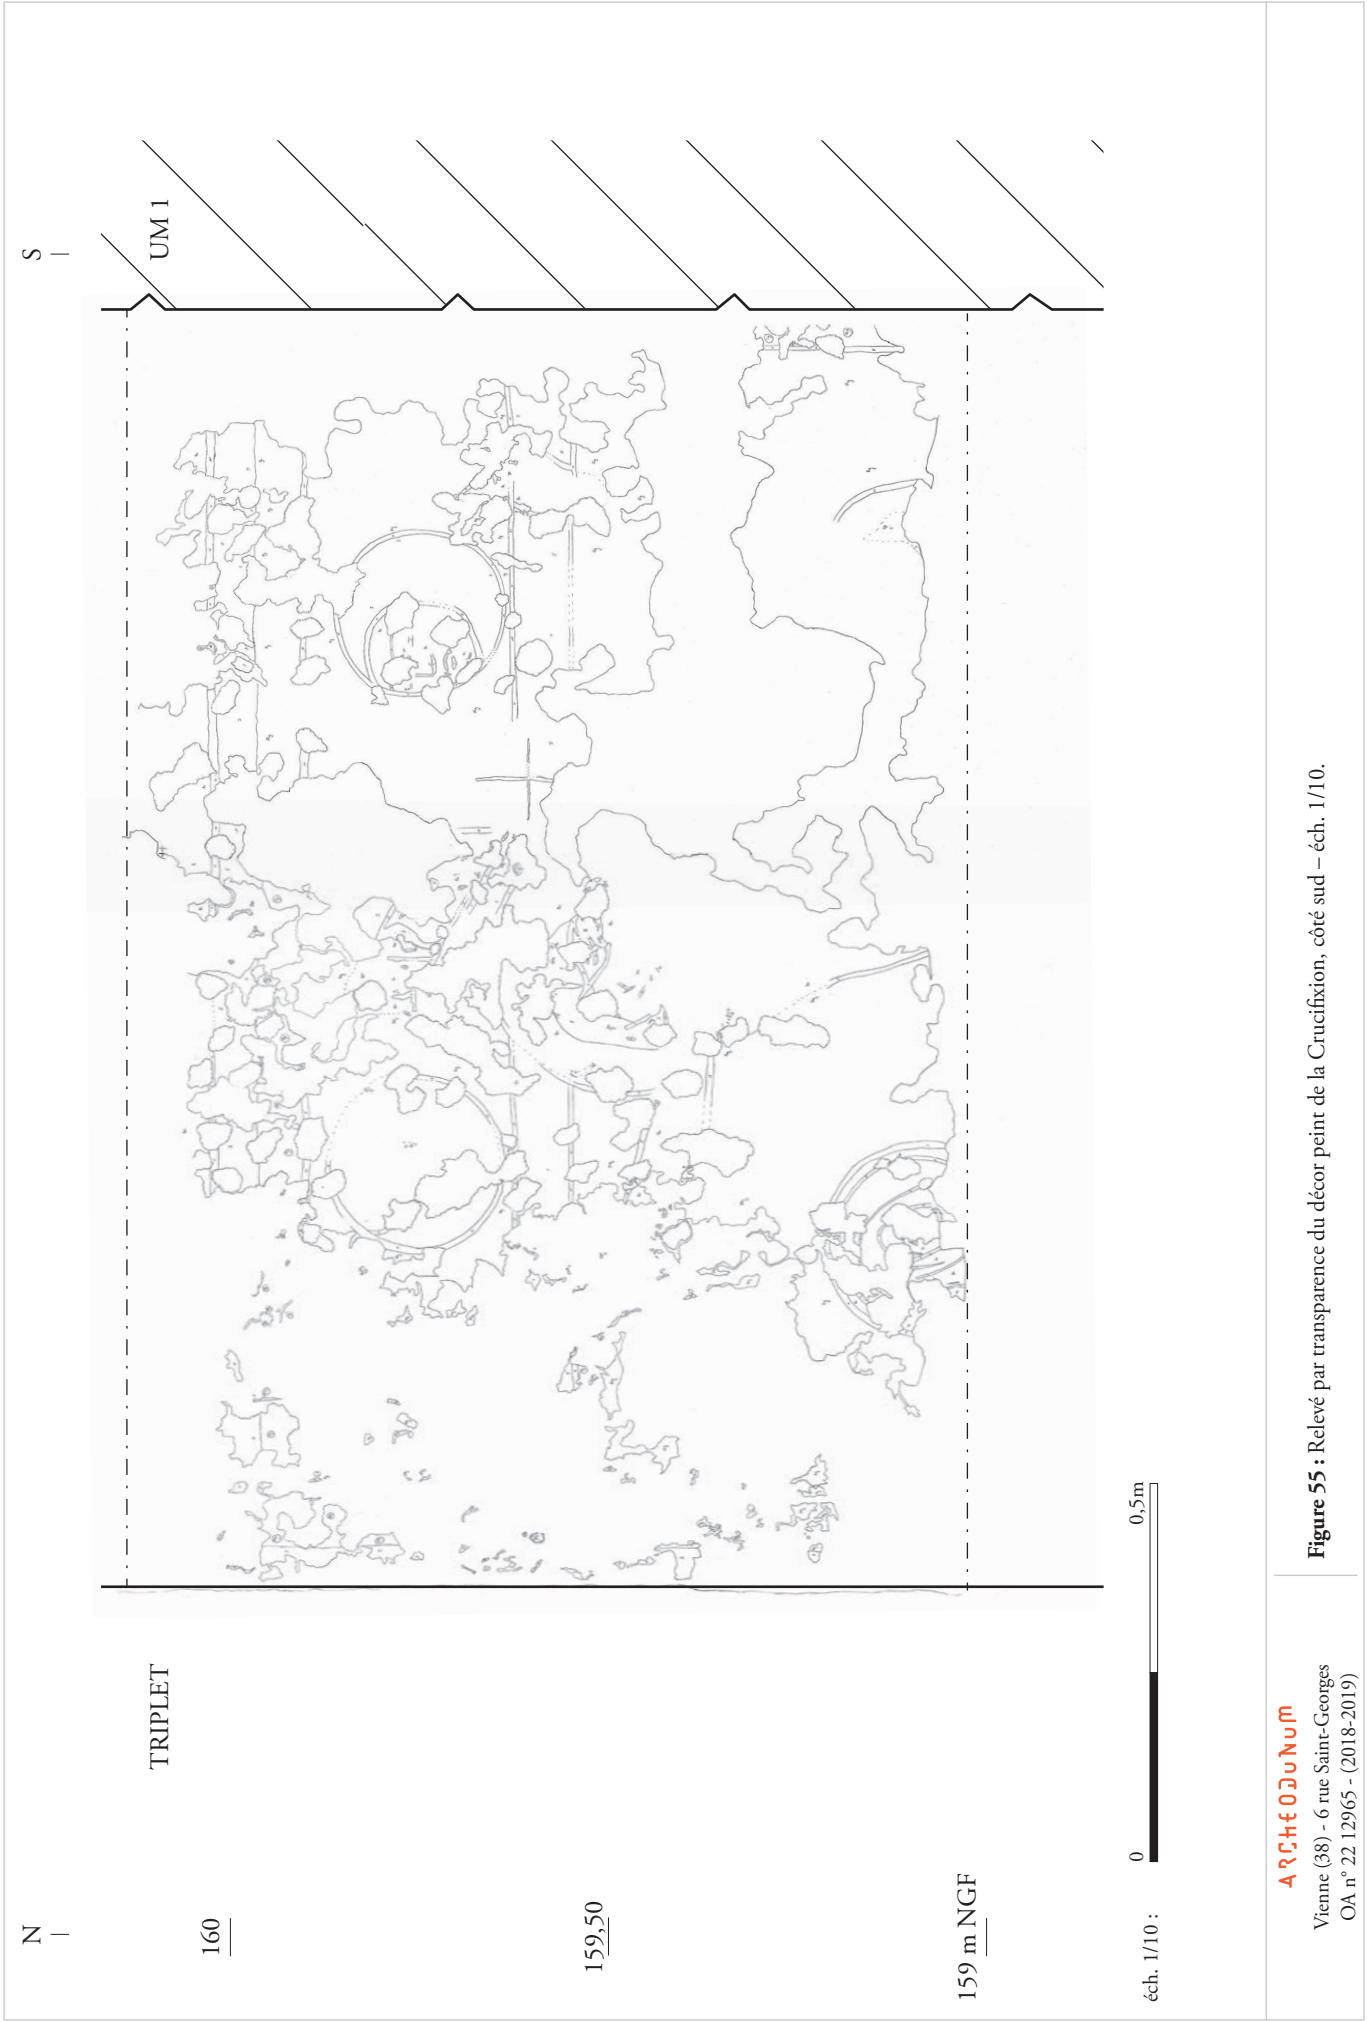 N
S
TRIPLET
UM 1
160
159,50
159 m NGF
éch. 1/10 :
0
0,5m
ARCHEODUNUM
Vienne (38) - 6 rue Saint-Georges
OA n° 22 12965 - (2018-2019)
Figure 55 : Relevé par transparence du décor peint de la Crucifixion, côté sud – éch. 1/10.